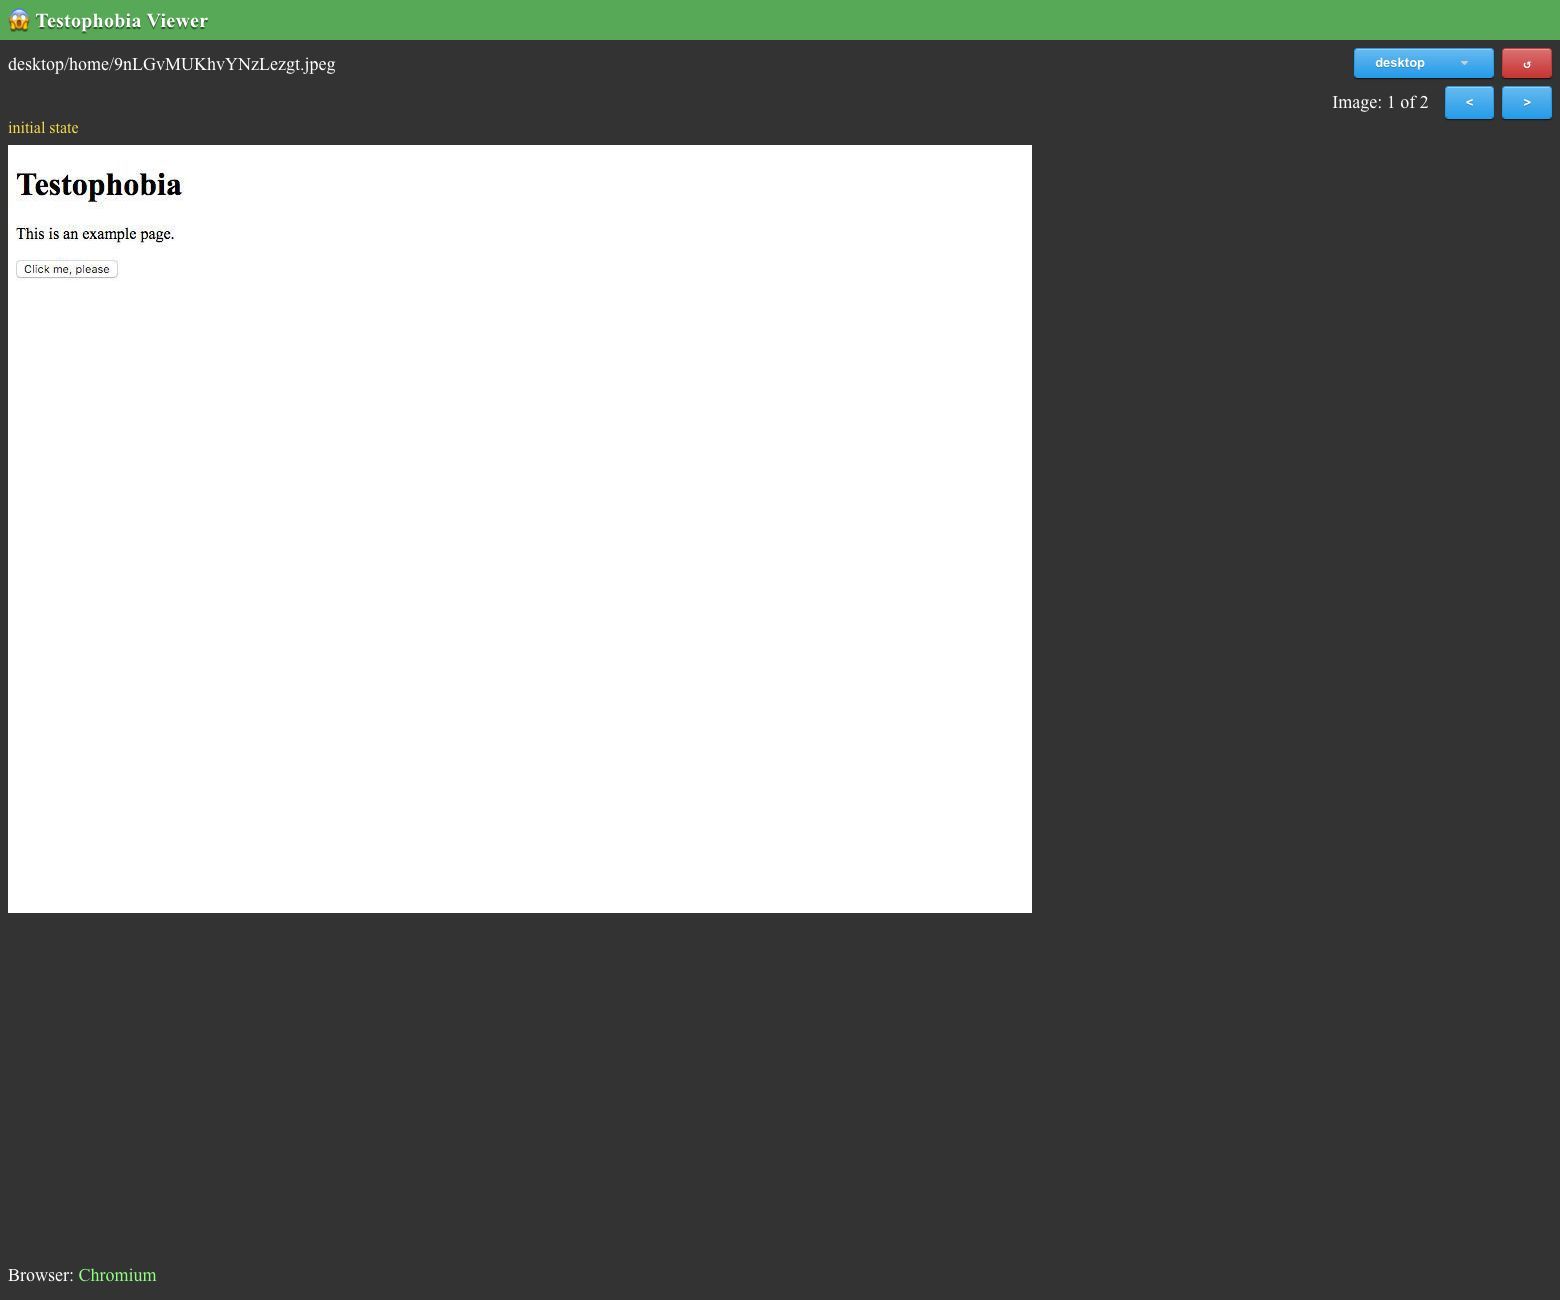 😱 Testophobia Viewer
desktop/home/9nLGvMUKhvYNzLezgt.jpeg
desktop
↺
Image: 1 of 2
<
>
initial state
Testophobia
This is an example page.
Click me, please
Browser: Chromium